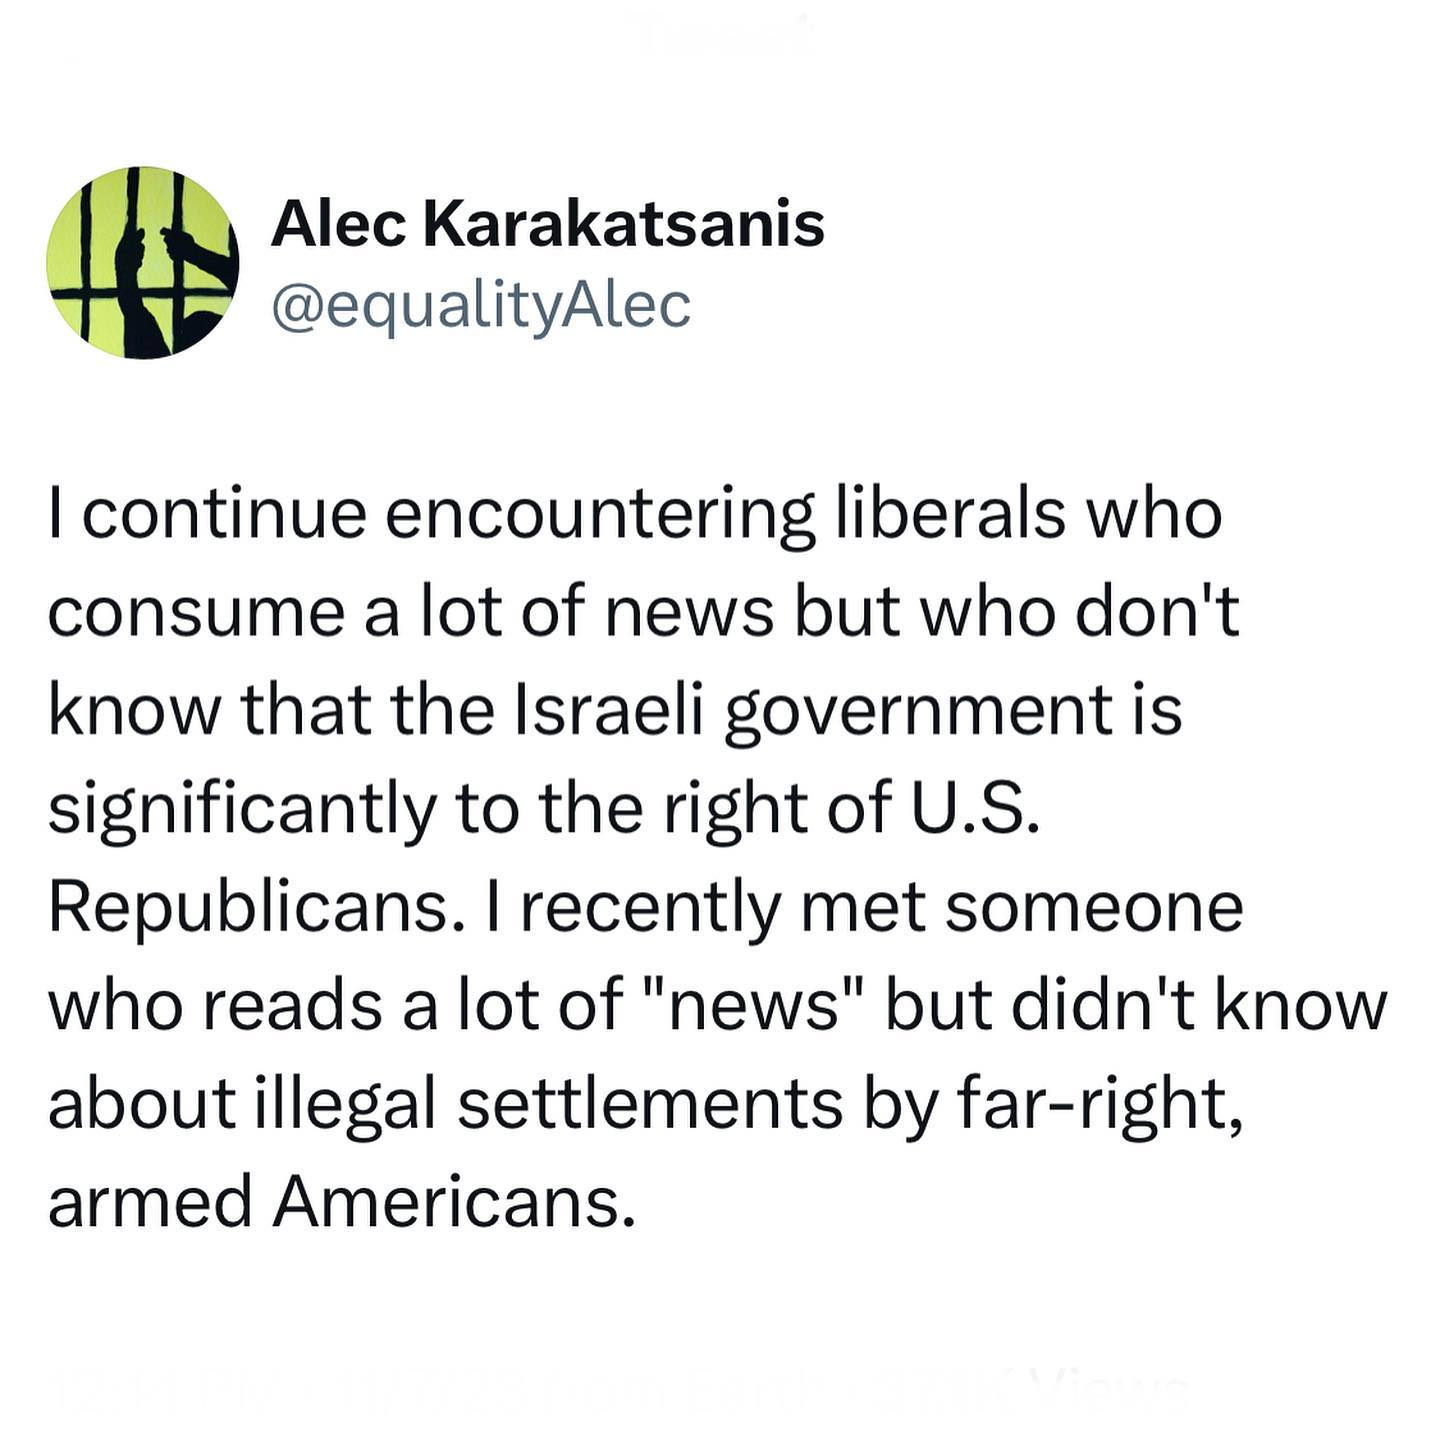 Alec Karakatsanis
@equalityAlec
I continue encountering liberals who
consume a lot of news but who don't
know that the Israeli government is
significantly to the right of U.S.
Republicans. I recently met someone
who reads a lot of "news" but didn't know
about illegal settlements by far-right,
armed Americans.
Views